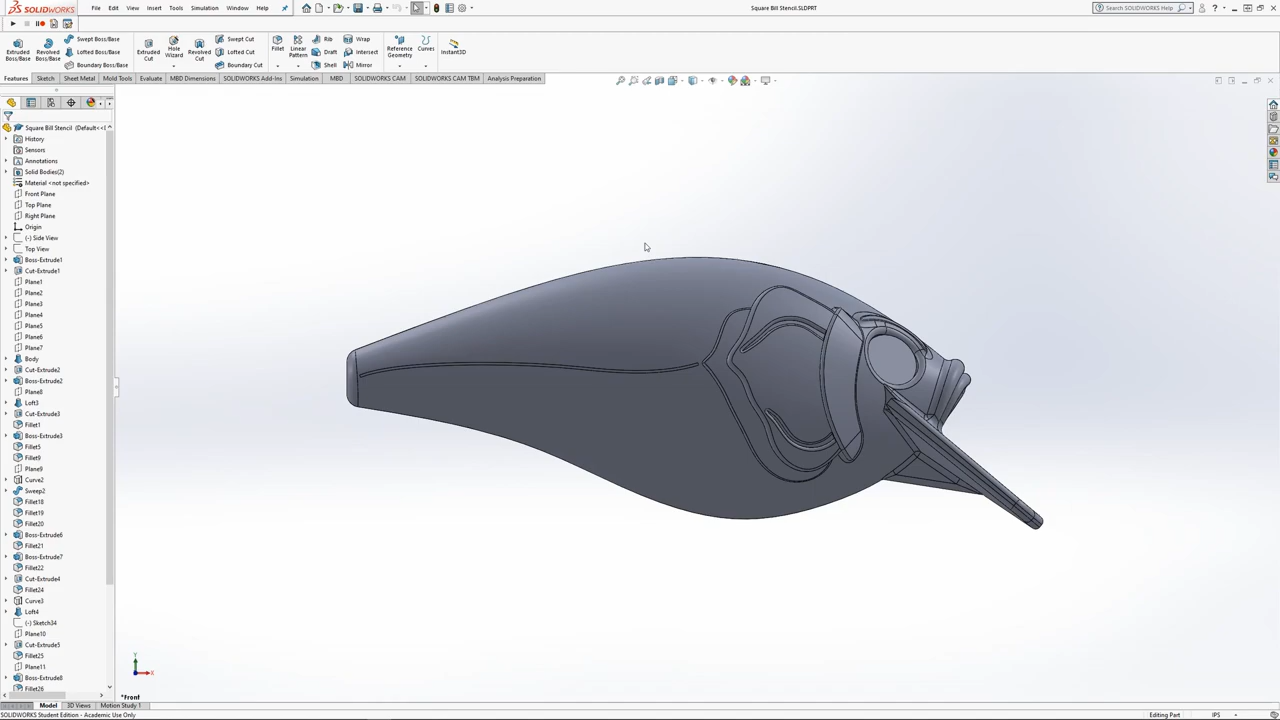 SOLIDWORKS File Edit View Insert Tools Simulation Window Help Square Bill Stencil.SLDPRT Search SOLIDWORKS Help
Extruded Boss/Base
Revolved Boss/Base
Swept Boss/Base
Lofted Boss/Base
Boundary Boss/Base
Extruded Cut
Hole Wizard
Revolved Cut
Swept Cut
Lofted Cut
Boundary Cut
Fillet
Linear Pattern
Rib
Draft
Shell
Wrap
Intersect
Mirror
Reference Geometry
Curves
Instant3D
Features Sketch Sheet Metal Mold Tools Evaluate MBD Dimensions SOLIDWORKS Add-Ins Simulation MBD SOLIDWORKS CAM SOLIDWORKS CAM TBM Analysis Preparation
Square Bill Stencil (Default<<
History
Sensors
Annotations
Solid Bodies(2)
Material <not specified>
Front Plane
Top Plane
Right Plane
Origin
(-) Side View
Top View
Boss-Extrude1
Cut-Extrude1
Plane1
Plane2
Plane3
Plane4
Plane5
Plane6
Plane7
Body
Cut-Extrude2
Boss-Extrude2
Plane8
Loft3
Cut-Extrude3
Fillet1
Boss-Extrude3
Fillet5
Fillet9
Plane9
Curve2
Sweep2
Fillet18
Fillet19
Fillet20
Boss-Extrude6
Fillet21
Boss-Extrude7
Fillet22
Cut-Extrude4
Fillet24
Curve3
Loft4
(-) Sketch34
Plane10
Cut-Extrude5
Fillet25
Plane11
Boss-Extrude8
Fillet26
Y
X
*Front
Model 3D Views Motion Study 1
SOLIDWORKS Student Edition - Academic Use Only Editing Part IPS